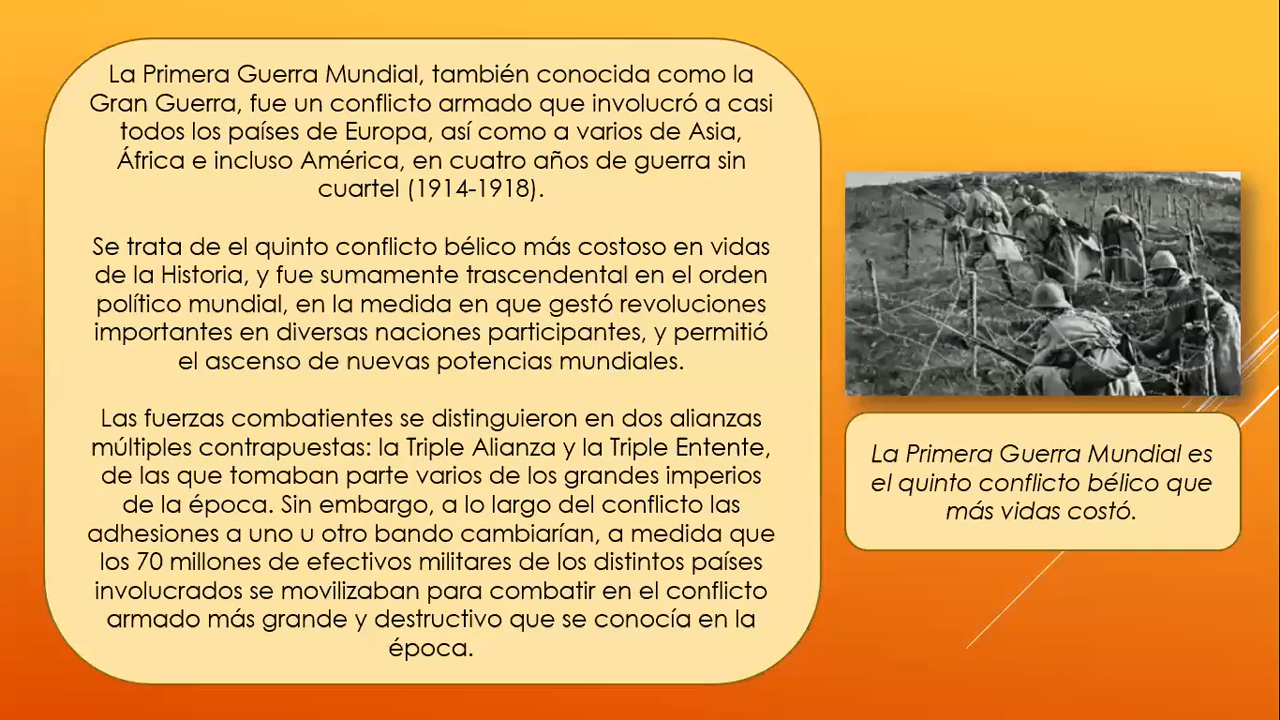 La Primera Guerra Mundial, también conocida como la
Gran Guerra, fue un conflicto armado que involucró a casi
todos los países de Europa, así como a varios de Asia,
África e incluso América, en cuatro años de guerra sin
cuartel (1914-1918).
Se trata de el quinto conflicto bélico más costoso en vidas
de la Historia, y fue sumamente trascendental en el orden
político mundial, en la medida en que gestó revoluciones
importantes en diversas naciones participantes, y permitió
el ascenso de nuevas potencias mundiales.
Las fuerzas combatientes se distinguieron en dos alianzas
múltiples contrapuestas: la Triple Alianza y la Triple Entente,
de las que tomaban parte varios de los grandes imperios
de la época. Sin embargo, a lo largo del conflicto las
adhesiones a uno u otro bando cambiarían, a medida que
los 70 millones de efectivos militares de los distintos países
involucrados se movilizaban para combatir en el conflicto
armado más grande y destructivo que se conocía en la
época.
La Primera Guerra Mundial es
el quinto conflicto bélico que
más vidas costó.